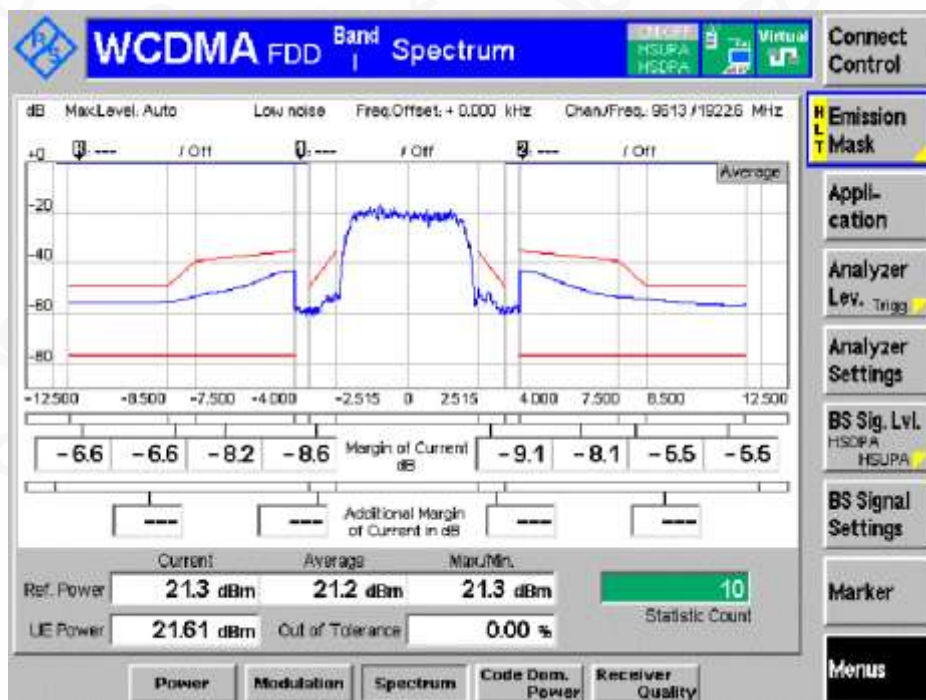 R S
WCDMA FDD Band I Spectrum
HSUPA
HSDPA
Virtual
Connect Control
dB Max.Level: Auto Low noise Freq.Offset: + 0.000 kHz Chan./Freq.: 9613 / 1922.6 MHz
HLT
Emission Mask
+0
3: --- / Off
1: --- / Off
2: --- / Off
Average
-20
-40
-60
-80
-12.500 -8.500 -7.500 -4.000 -2.515 0 2.515 4.000 7.500 8.500 12.500
Appli-
cation
Analyzer
Lev. Trigg
Analyzer
Settings
-6.6 -6.6 -8.2 -8.6 Margin of Current -9.1 -8.1 -5.5 -5.5
dB
BS Sig. Lvl.
HSDPA
HSUPA
--- --- Additional Margin --- ---
of Current in dB
BS Signal
Settings
Current Average Max./Min.
Ref. Power 21.3 dBm 21.2 dBm 21.3 dBm 10
Statistic Count
UE Power 21.61 dBm Out of Tolerance 0.00 %
Marker
Power Modulation Spectrum Code Dom. Power Receiver Quality
Menus